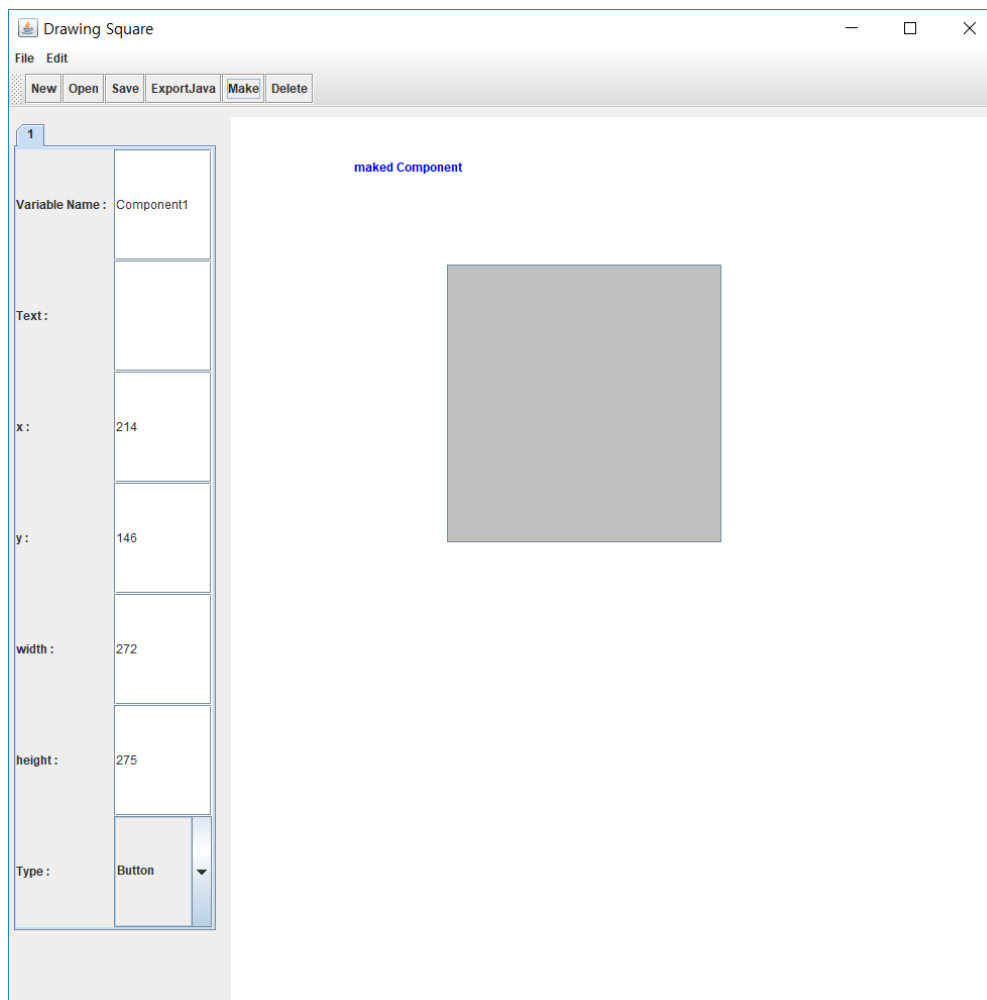 Drawing Square
File Edit
New Open Save ExportJava Make Delete
1
maked Component
Variable Name : Component1
Text :
x : 214
y : 146
width : 272
height : 275
Type : Button